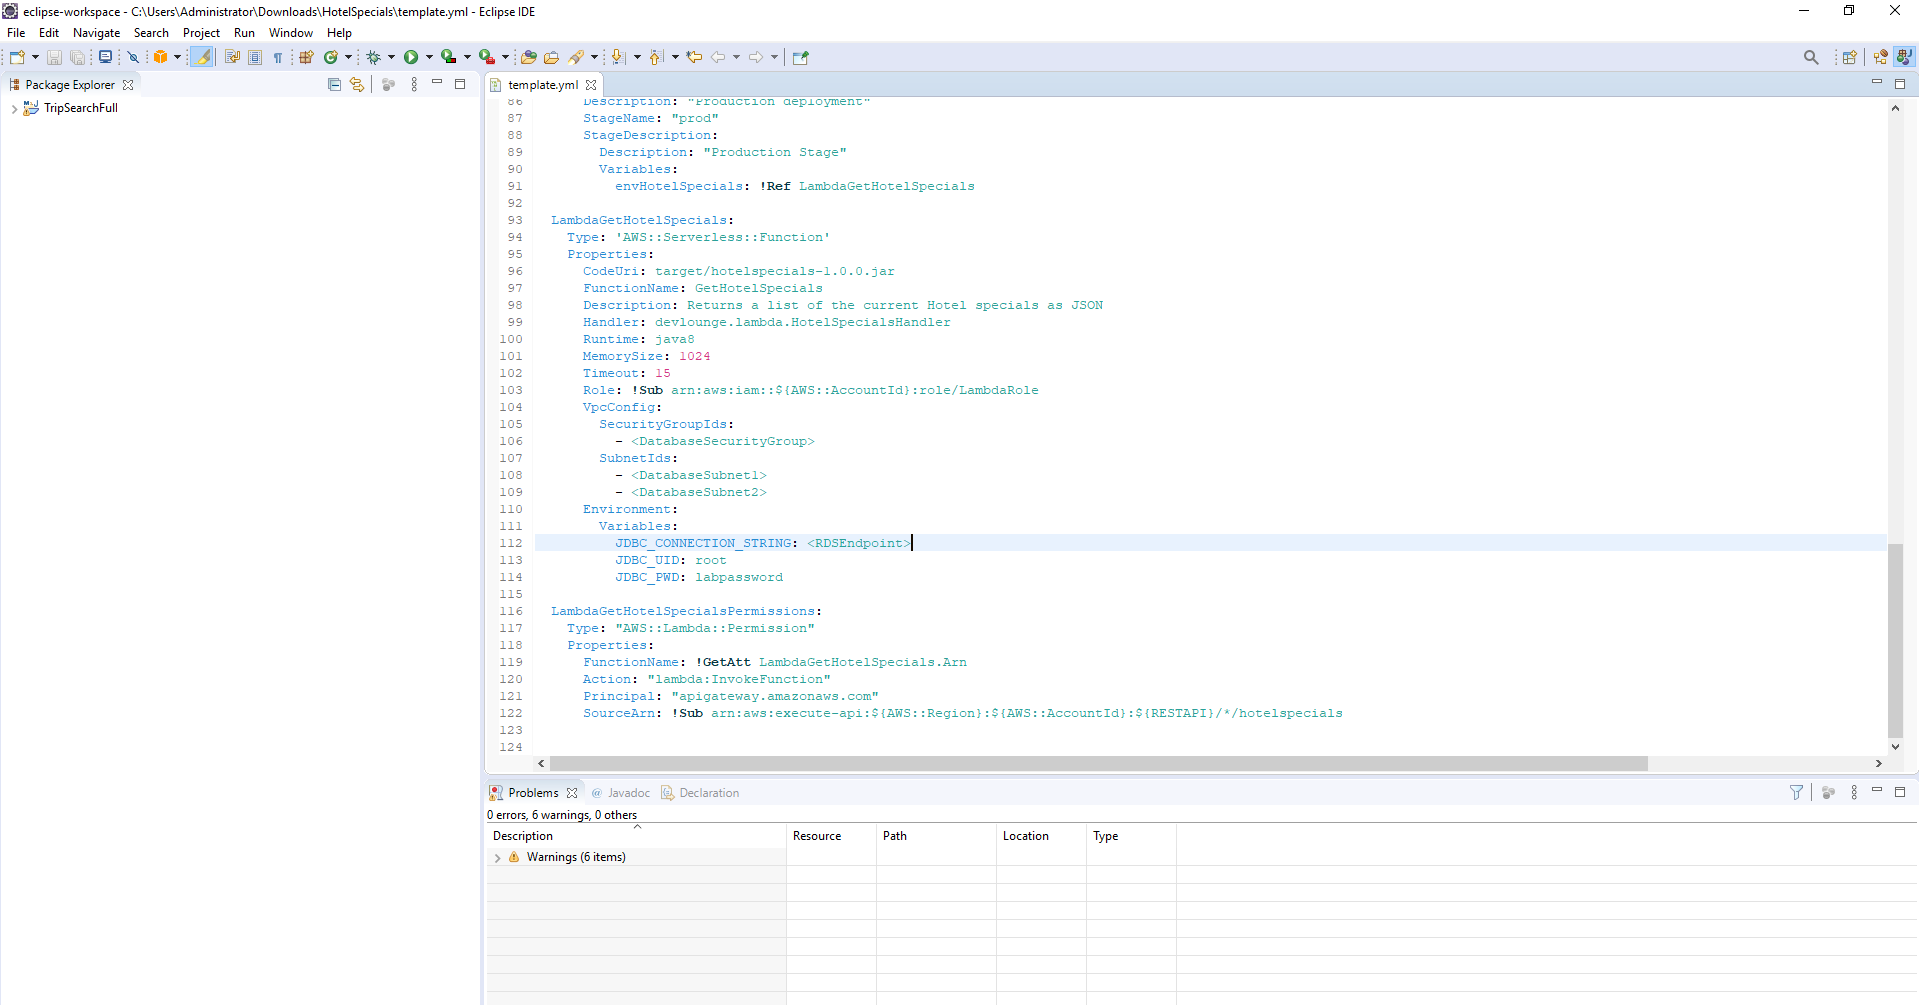 eclipse-workspace - C:\Users\Administrator\Downloads\HotelSpecials\template.yml - Eclipse IDE
File Edit Navigate Search Project Run Window Help
Package Explorer
TripSearchFull
template.yml
86 Description: "Production deployment"
87 StageName: "prod"
88 StageDescription:
89 Description: "Production Stage"
90 Variables:
91 envHotelSpecials: !Ref LambdaGetHotelSpecials
92
93 LambdaGetHotelSpecials:
94 Type: 'AWS::Serverless::Function'
95 Properties:
96 CodeUri: target/hotelspecials-1.0.0.jar
97 FunctionName: GetHotelSpecials
98 Description: Returns a list of the current Hotel specials as JSON
99 Handler: devlounge.lambda.HotelSpecialsHandler
100 Runtime: java8
101 MemorySize: 1024
102 Timeout: 15
103 Role: !Sub arn:aws:iam::${AWS::AccountId}:role/LambdaRole
104 VpcConfig:
105 SecurityGroupIds:
106 - <DatabaseSecurityGroup>
107 SubnetIds:
108 - <DatabaseSubnet1>
109 - <DatabaseSubnet2>
110 Environment:
111 Variables:
112 JDBC_CONNECTION_STRING: <RDSEndpoint>
113 JDBC_UID: root
114 JDBC_PWD: labpassword
115
116 LambdaGetHotelSpecialsPermissions:
117 Type: "AWS::Lambda::Permission"
118 Properties:
119 FunctionName: !GetAtt LambdaGetHotelSpecials.Arn
120 Action: "lambda:InvokeFunction"
121 Principal: "apigateway.amazonaws.com"
122 SourceArn: !Sub arn:aws:execute-api:${AWS::Region}:${AWS::AccountId}:${RESTAPI}/*/hotelspecials
123
124
Problems @ Javadoc Declaration
0 errors, 6 warnings, 0 others
Description Resource Path Location Type
Warnings (6 items)